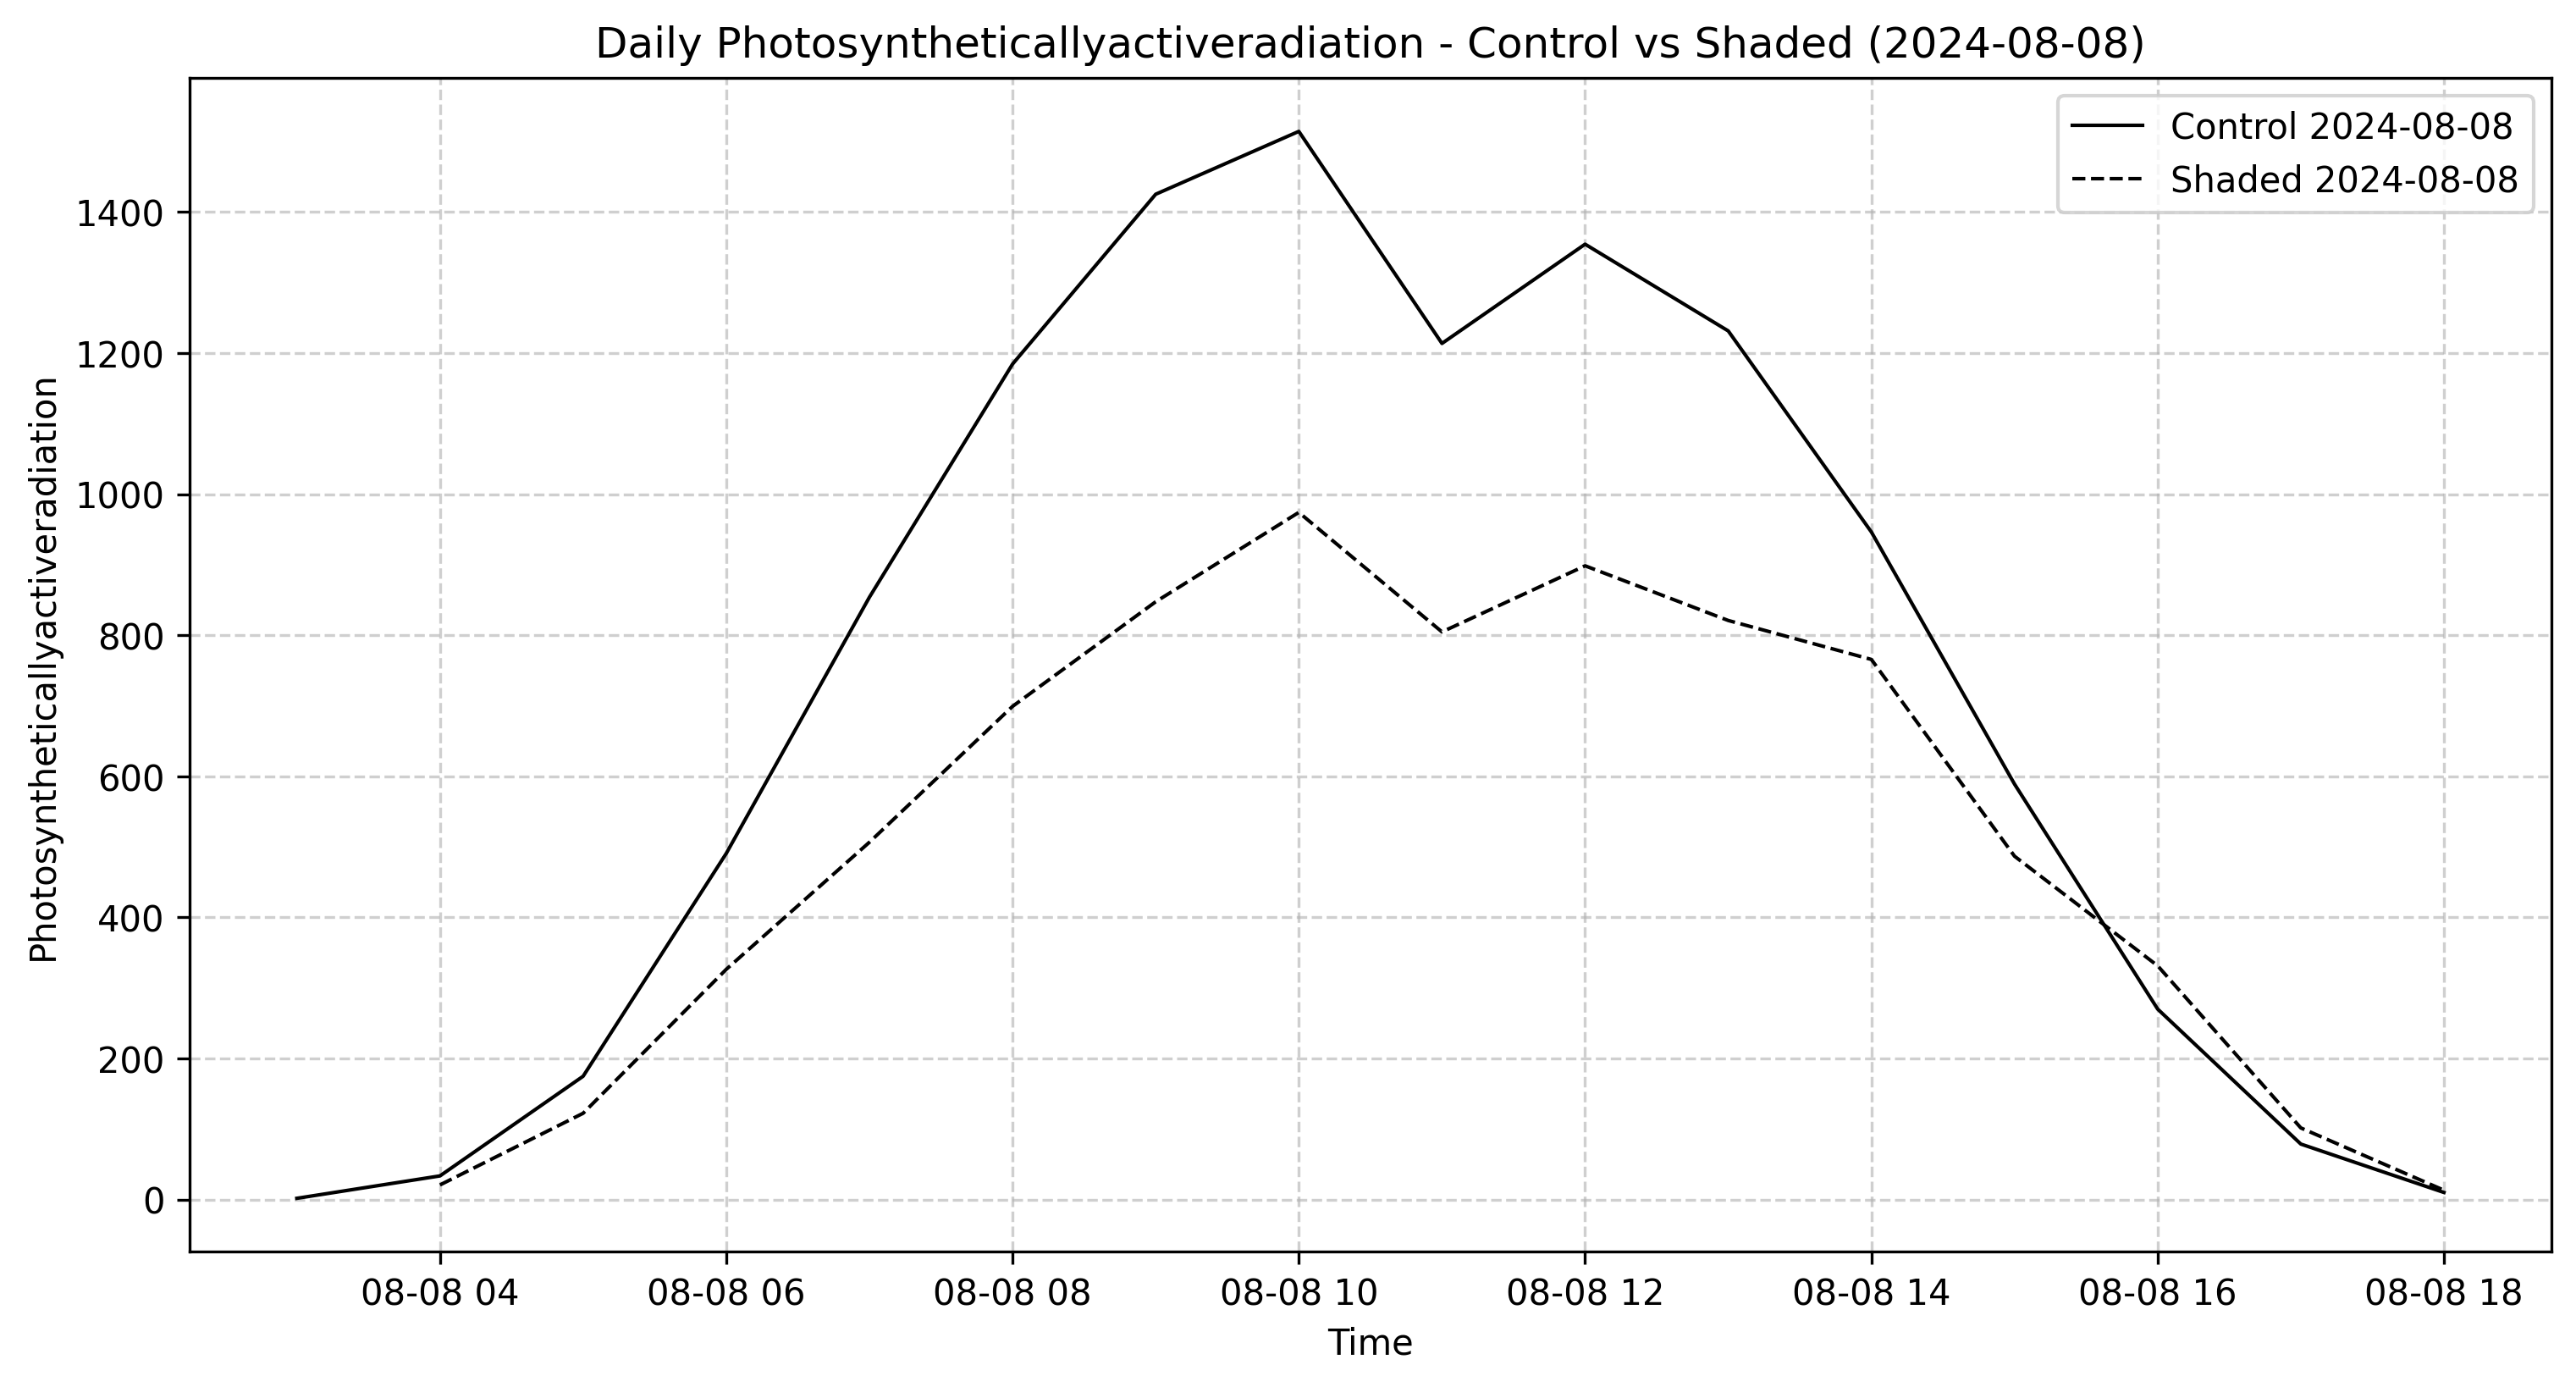 Daily Photosyntheticallyactiveradiation - Control vs Shaded (2024-08-08)
Control 2024-08-08
Shaded 2024-08-08
Photosyntheticallyactiveradiation
1400
1200
1000
800
600
400
200
0
08-08 04 08-08 06 08-08 08 08-08 10 08-08 12 08-08 14 08-08 16 08-08 18
Time